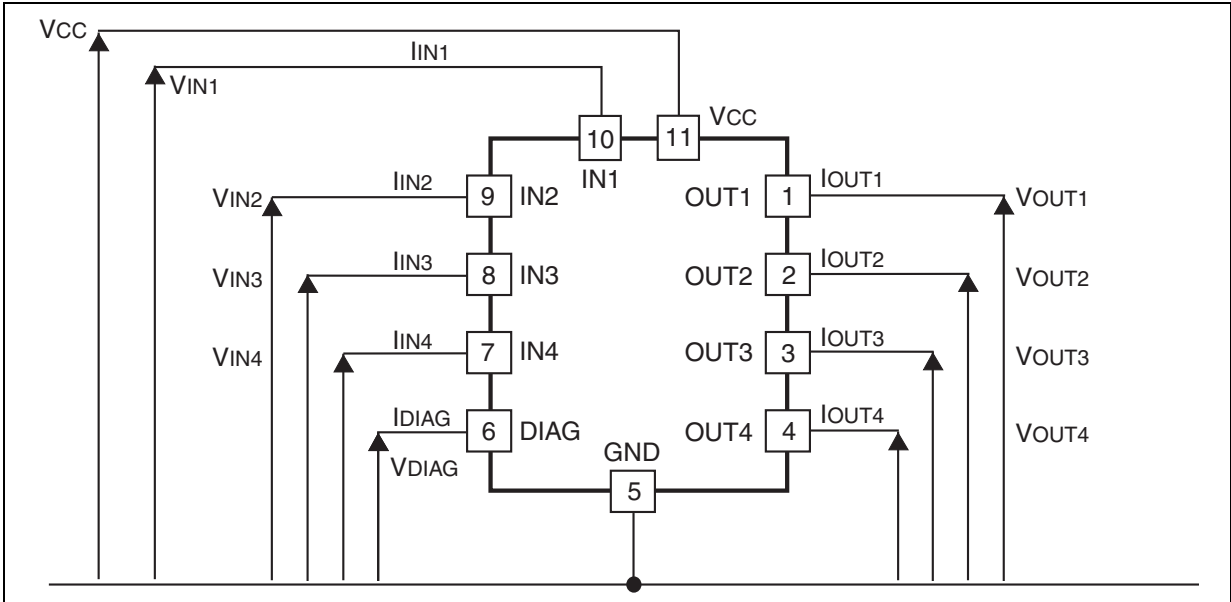 VCC
IIN1
VIN1
10
11
VCC
IN1
VIN2
IIN2
9
IN2
OUT1
1
IOUT1
VOUT1
VIN3
IIN3
8
IN3
OUT2
2
IOUT2
VOUT2
VIN4
IIN4
7
IN4
OUT3
3
IOUT3
VOUT3
IDIAG
6
DIAG
OUT4
4
IOUT4
VOUT4
VDIAG
GND
5